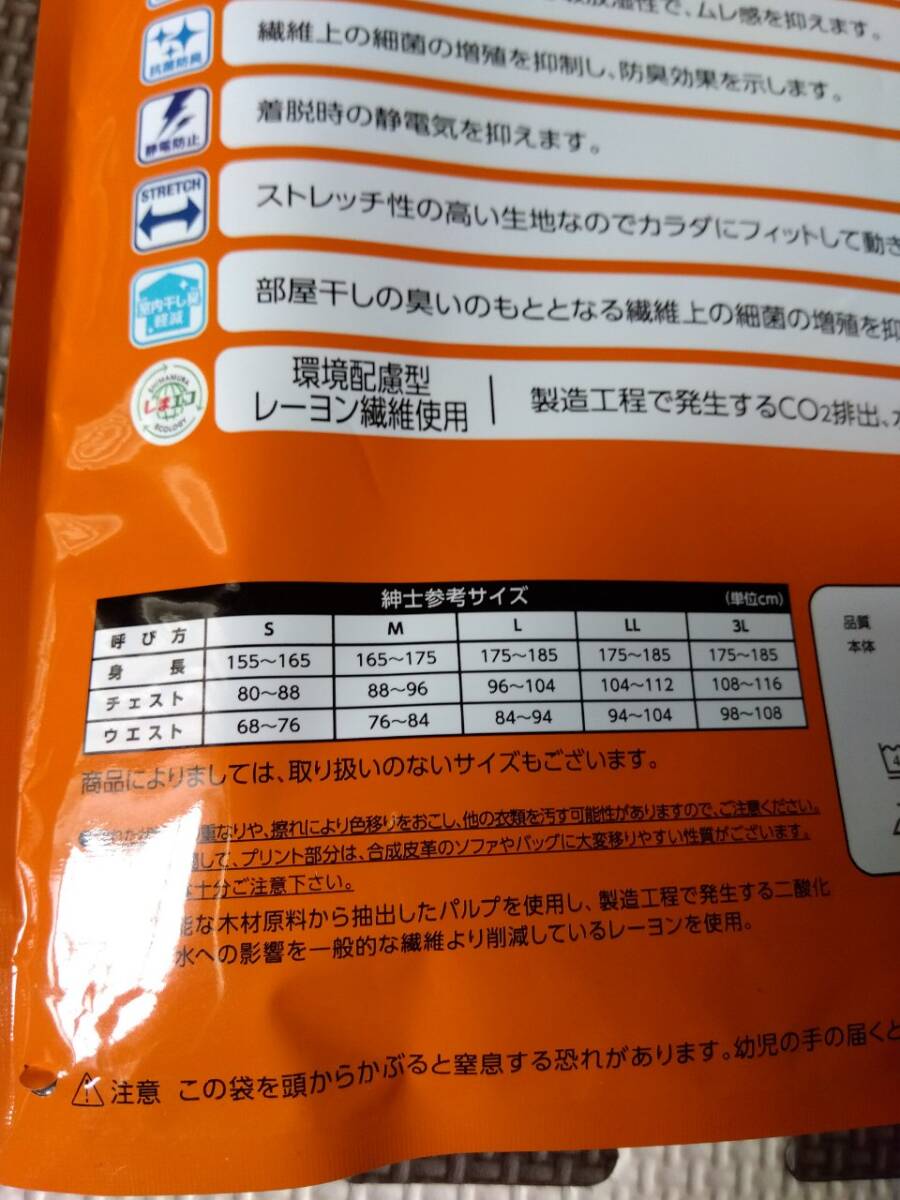 放湿性で、ムレ感を抑えます。
抗菌防臭
繊維上の細菌の増殖を抑制し、防臭効果を示します。
静電防止
着脱時の静電気を抑えます。
STRETCH
ストレッチ性の高い生地なのでカラダにフィットして動き
室内干し臭
軽減
部屋干しの臭いのもととなる繊維上の細菌の増殖を抑
SHIMAMURA
しまエコ
ECOLOGY
環境配慮型
レーヨン繊維使用
製造工程で発生するCO2排出、水
紳士参考サイズ (単位cm)
呼び方 S M L LL 3L
身長 155〜165 165〜175 175〜185 175〜185 175〜185
チェスト 80〜88 88〜96 96〜104 104〜112 108〜116
ウエスト 68〜76 76〜84 84〜94 94〜104 98〜108
品質
本体
商品によりましては、取り扱いのないサイズもございます。
重なりや、擦れにより色移りをおこし、他の衣類を汚す可能性がありますので、ご注意ください。
して、プリント部分は、合成皮革のソファやバッグに大変移りやすい性質がございます。
十分ご注意下さい。
能な木材原料から抽出したパルプを使用し、製造工程で発生する二酸化
水への影響を一般的な繊維より削減しているレーヨンを使用。
注意 この袋を頭からかぶると窒息する恐れがあります。幼児の手の届くと